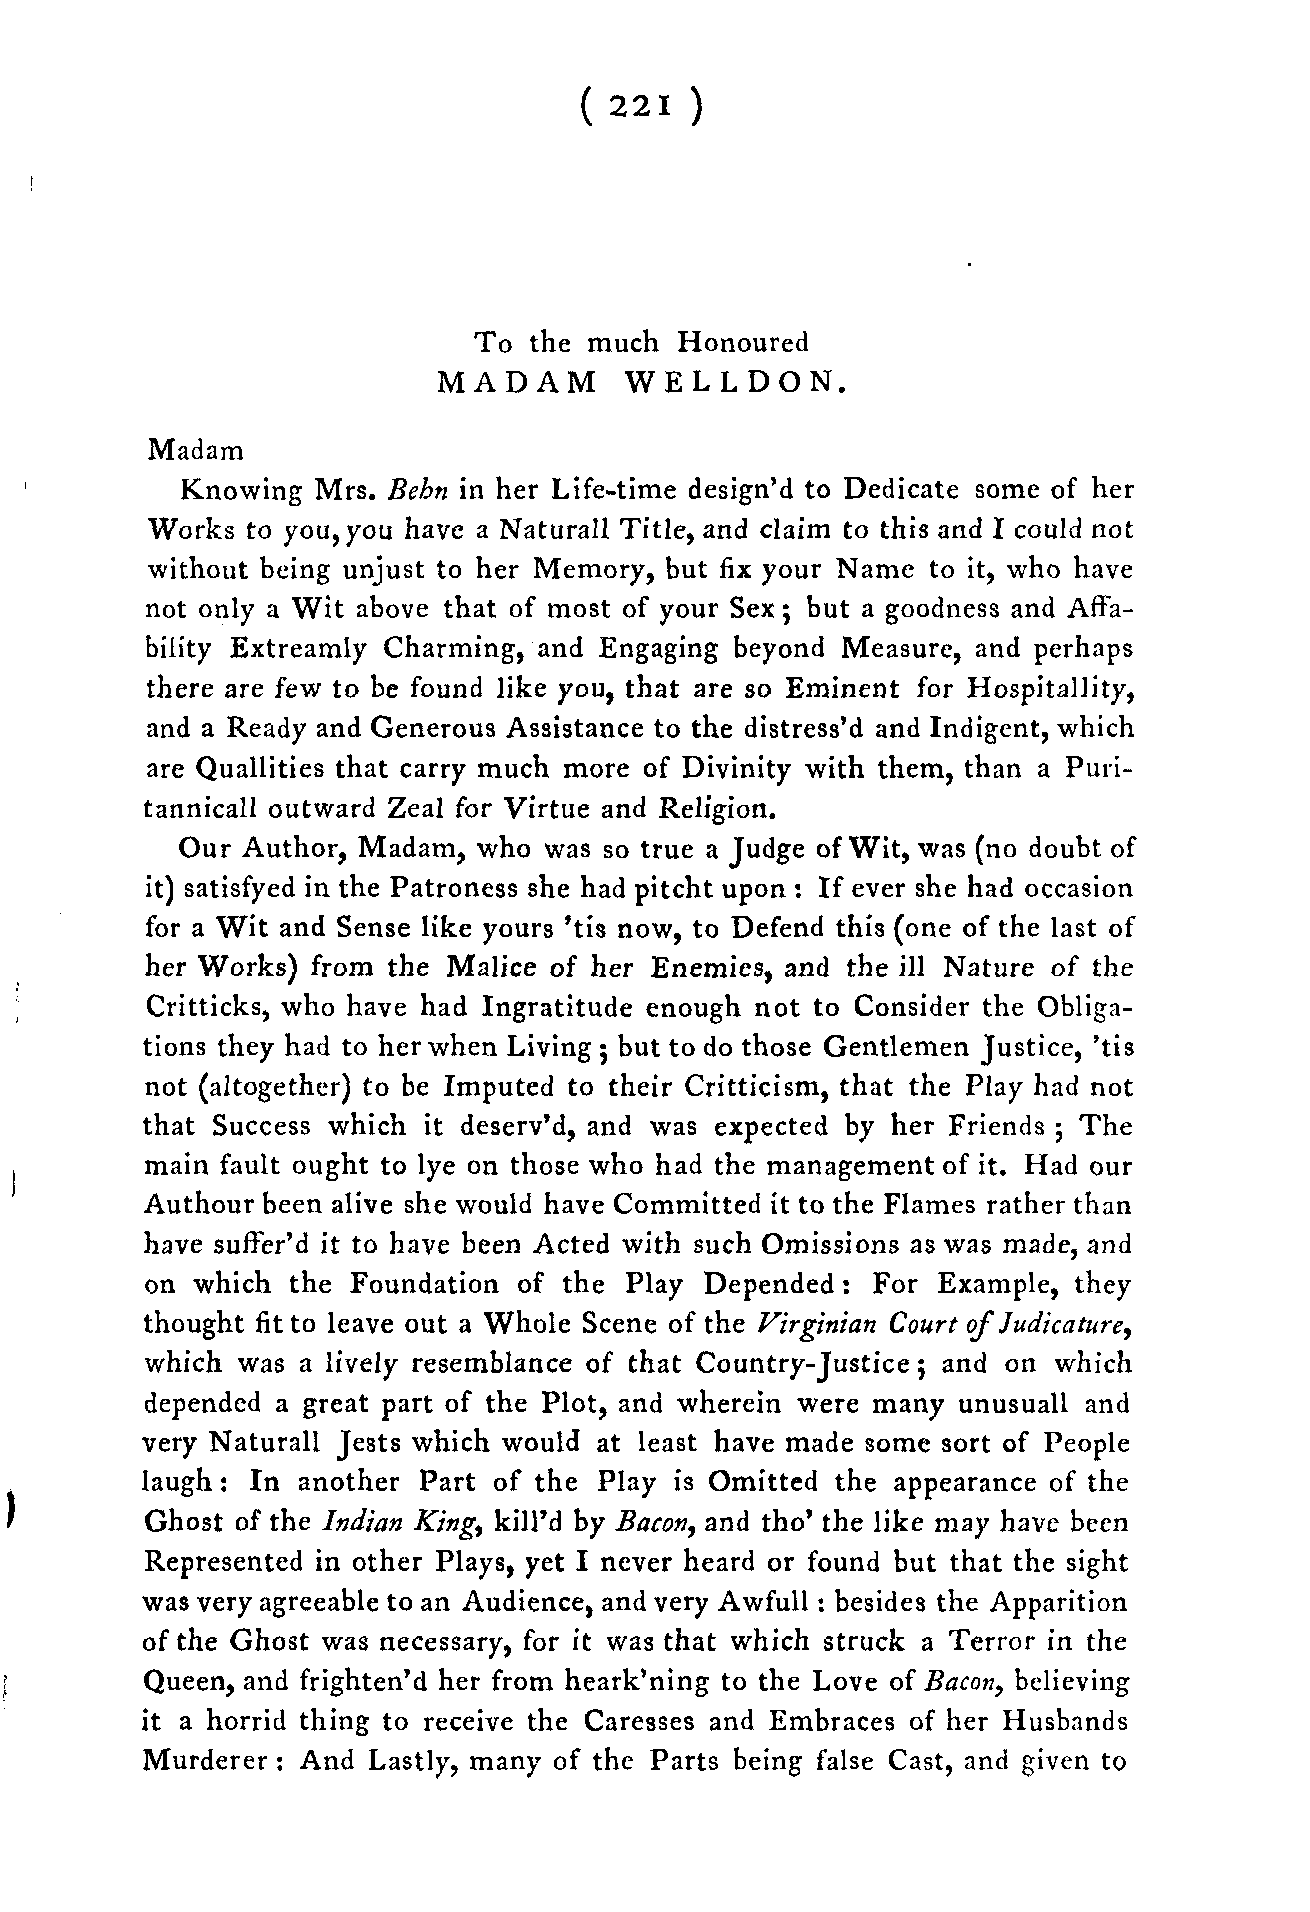 ( 221 )
To the much Honoured
MADAM WELLDON.
Madam
Knowing Mrs. Behn in her Life-time design'd to Dedicate some of her
Works to you, you have a Naturall Title, and claim to this and I could not
without being unjust to her Memory, but fix your Name to it, who have
not only a Wit above that of most of your Sex; but a goodness and Affa-
bility Extreamly Charming, and Engaging beyond Measure, and perhaps
there are few to be found like you, that are so Eminent for Hospitallity,
and a Ready and Generous Assistance to the distress'd and Indigent, which
are Quallities that carry much more of Divinity with them, than a Puri-
tannicall outward Zeal for Virtue and Religion.
Our Author, Madam, who was so true a Judge of Wit, was (no doubt of
it) satisfyed in the Patroness she had pitcht upon: If ever she had occasion
for a Wit and Sense like yours 'tis now, to Defend this (one of the last of
her Works) from the Malice of her Enemies, and the ill Nature of the
Critticks, who have had Ingratitude enough not to Consider the Obliga-
tions they had to her when Living; but to do those Gentlemen Justice, 'tis
not (altogether) to be Imputed to their Critticism, that the Play had not
that Success which it deserv'd, and was expected by her Friends; The
main fault ought to lye on those who had the management of it. Had our
Authour been alive she would have Committed it to the Flames rather than
have suffer'd it to have been Acted with such Omissions as was made, and
on which the Foundation of the Play Depended: For Example, they
thought fit to leave out a Whole Scene of the Virginian Court of Judicature,
which was a lively resemblance of that Country-Justice; and on which
depended a great part of the Plot, and wherein were many unusuall and
very Naturall Jests which would at least have made some sort of People
laugh: In another Part of the Play is Omitted the appearance of the
Ghost of the Indian King, kill'd by Bacon, and tho' the like may have been
Represented in other Plays, yet I never heard or found but that the sight
was very agreeable to an Audience, and very Awfull: besides the Apparition
of the Ghost was necessary, for it was that which struck a Terror in the
Queen, and frighten'd her from heark'ning to the Love of Bacon, believing
it a horrid thing to receive the Caresses and Embraces of her Husbands
Murderer: And Lastly, many of the Parts being false Cast, and given to